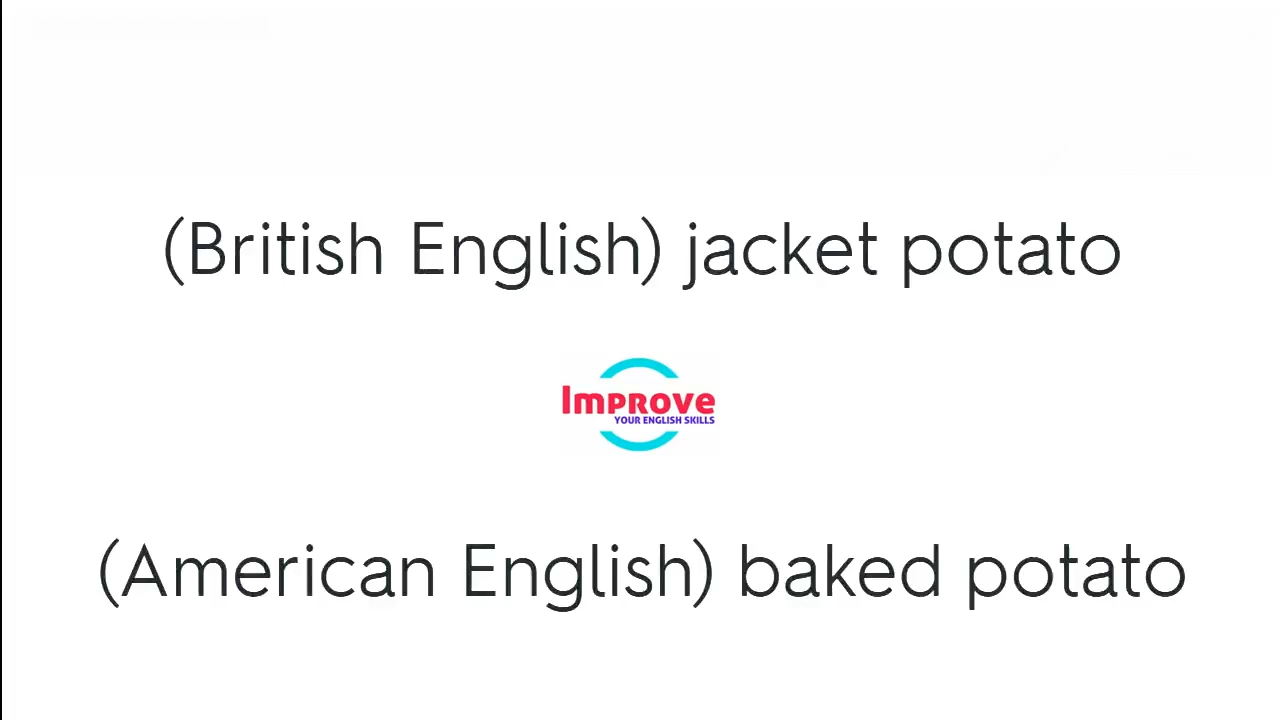 (British English) jacket potato
Improve
YOUR ENGLISH SKILLS
(American English) baked potato